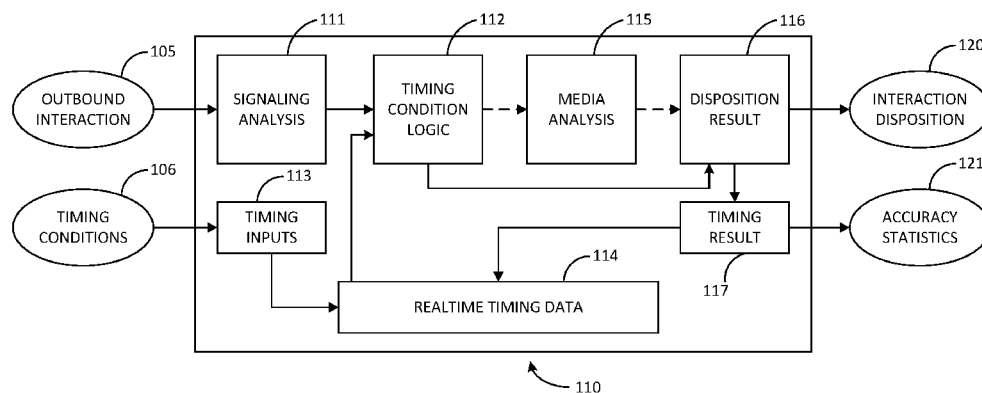 111
112
115
116
105
120
OUTBOUND
INTERACTION
SIGNALING
ANALYSIS
TIMING
CONDITION
LOGIC
MEDIA
ANALYSIS
DISPOSITION
RESULT
INTERACTION
DISPOSITION
106
113
121
TIMING
CONDITIONS
TIMING
INPUTS
TIMING
RESULT
ACCURACY
STATISTICS
114
117
REALTIME TIMING DATA
110